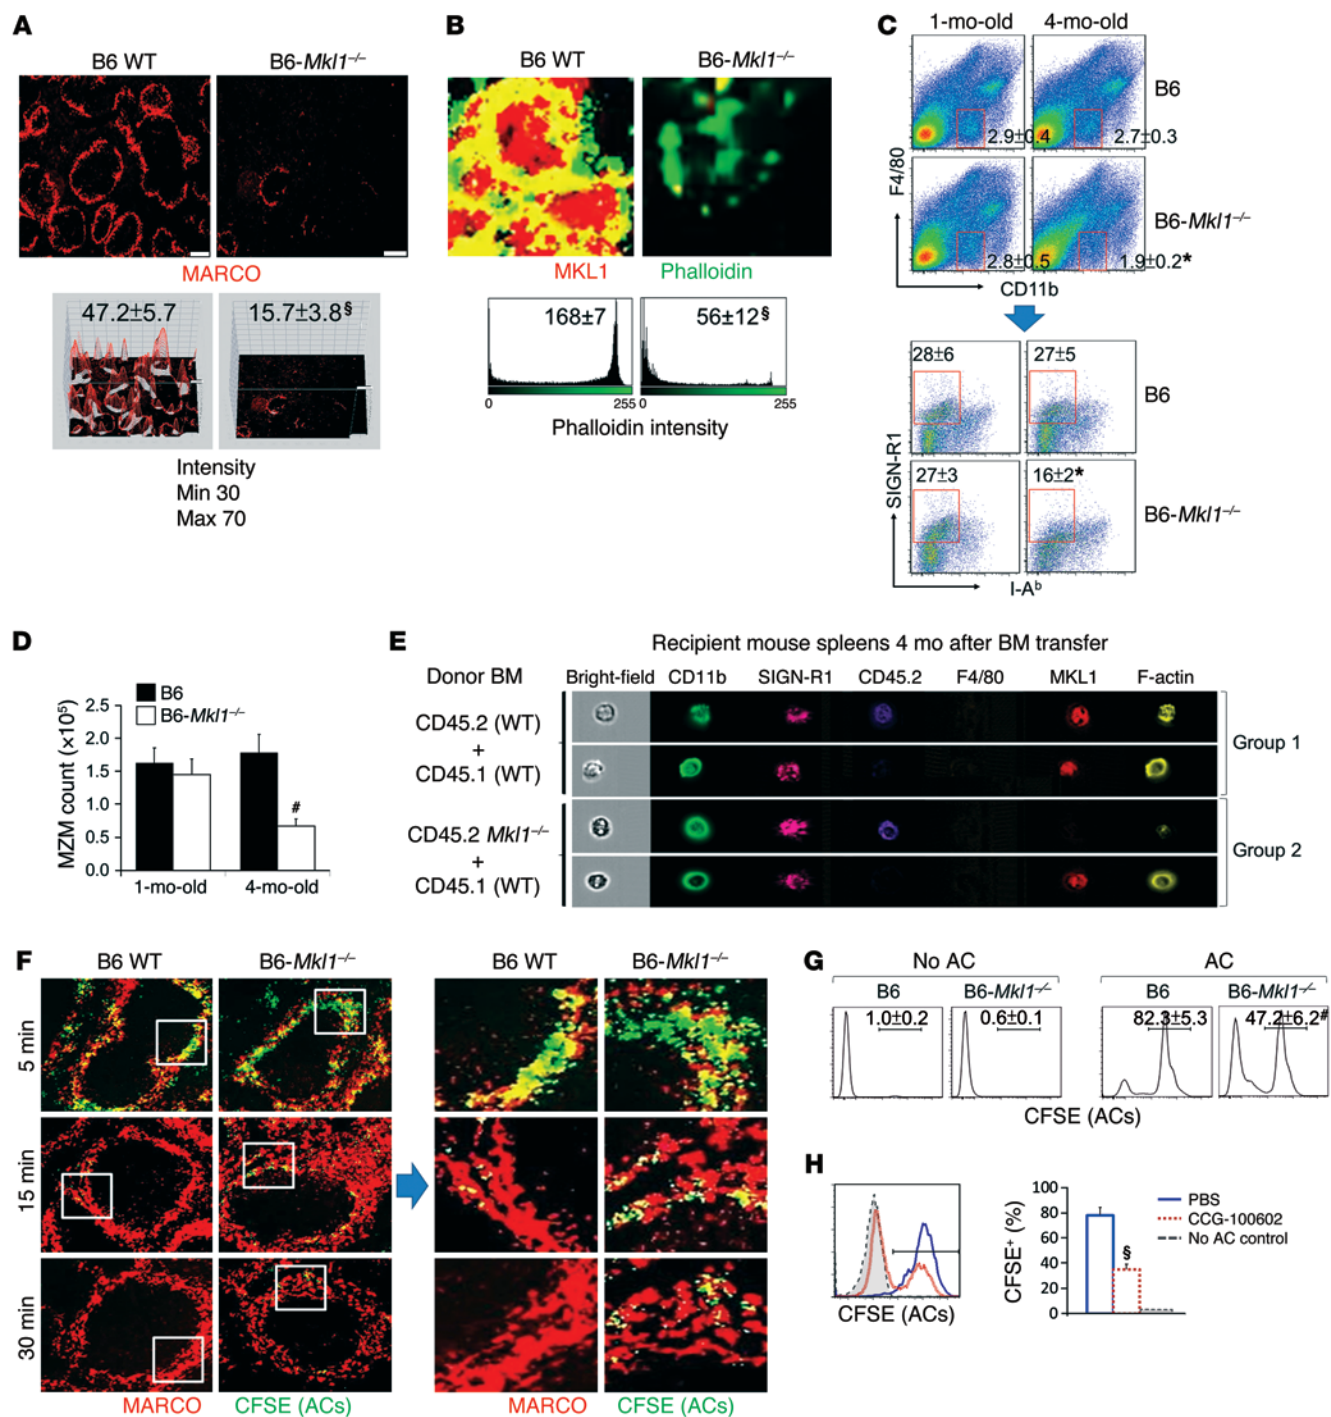 A
B6 WT
B6-Mkl1–/–
MARCO
47.2±5.7
15.7±3.8§
Intensity
Min 30
Max 70
B
B6 WT
B6-Mkl1–/–
MKL1
Phalloidin
168±7
56±12§
0
255
0
255
Phalloidin intensity
C
1-mo-old
4-mo-old
B6
2.9±0.4
2.7±0.3
F4/80
B6-Mkl1–/–
2.8±0.5
1.9±0.2*
CD11b
28±6
27±5
B6
SIGN-R1
27±3
16±2*
B6-Mkl1–/–
I-Ab
D
B6
B6-Mkl1–/–
MZM count (×10⁵)
2.5
2.0
1.5
1.0
0.5
0.0
#
1-mo-old
4-mo-old
E
Recipient mouse spleens 4 mo after BM transfer
Donor BM
Bright-field
CD11b
SIGN-R1
CD45.2
F4/80
MKL1
F-actin
CD45.2 (WT)
+
CD45.1 (WT)
Group 1
CD45.2 Mkl1–/–
+
CD45.1 (WT)
Group 2
F
B6 WT
B6-Mkl1–/–
B6 WT
B6-Mkl1–/–
5 min
15 min
30 min
MARCO
CFSE (ACs)
MARCO
CFSE (ACs)
G
No AC
AC
B6
B6-Mkl1–/–
B6
B6-Mkl1–/–
1.0±0.2
0.6±0.1
82.3±5.3
47.2±6.2#
CFSE (ACs)
H
CFSE (ACs)
CFSE+ (%)
100
80
60
40
20
0
§
PBS
CCG-100602
No AC control